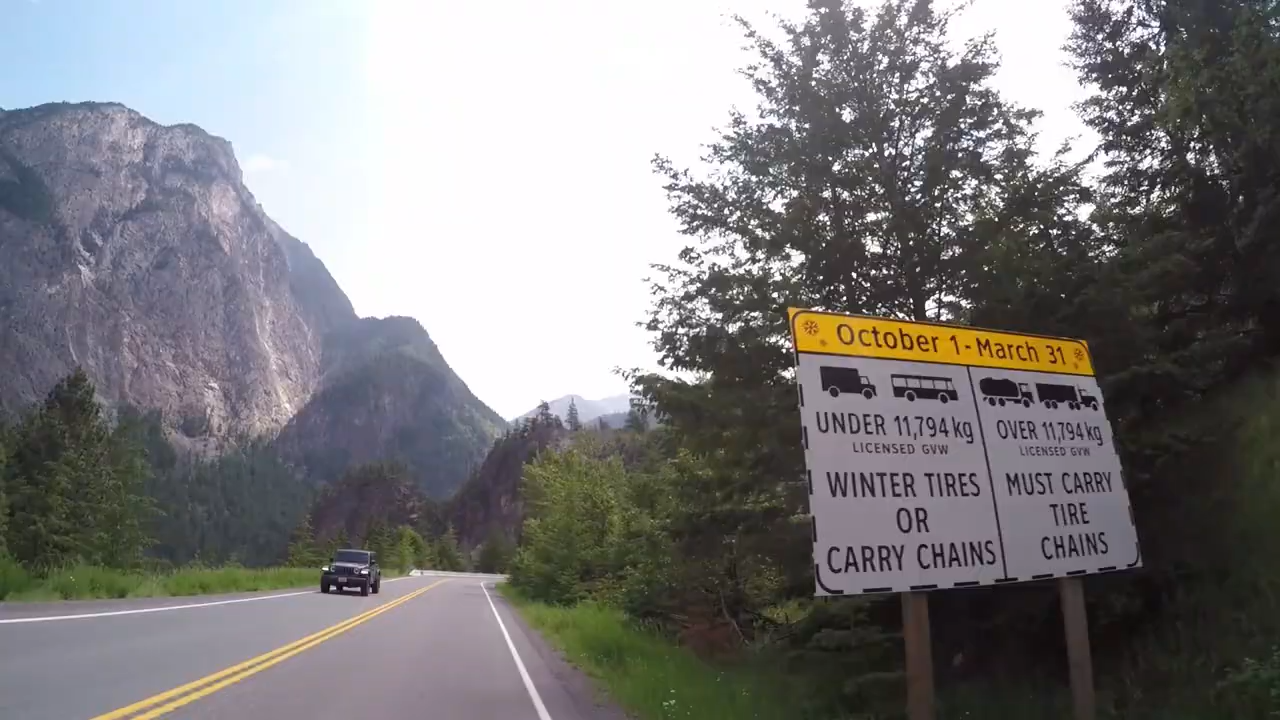 October 1 - March 31
UNDER 11,794 kg
LICENSED GVW
WINTER TIRES
OR
CARRY CHAINS
OVER 11,794 kg
LICENSED GVW
MUST CARRY
TIRE
CHAINS